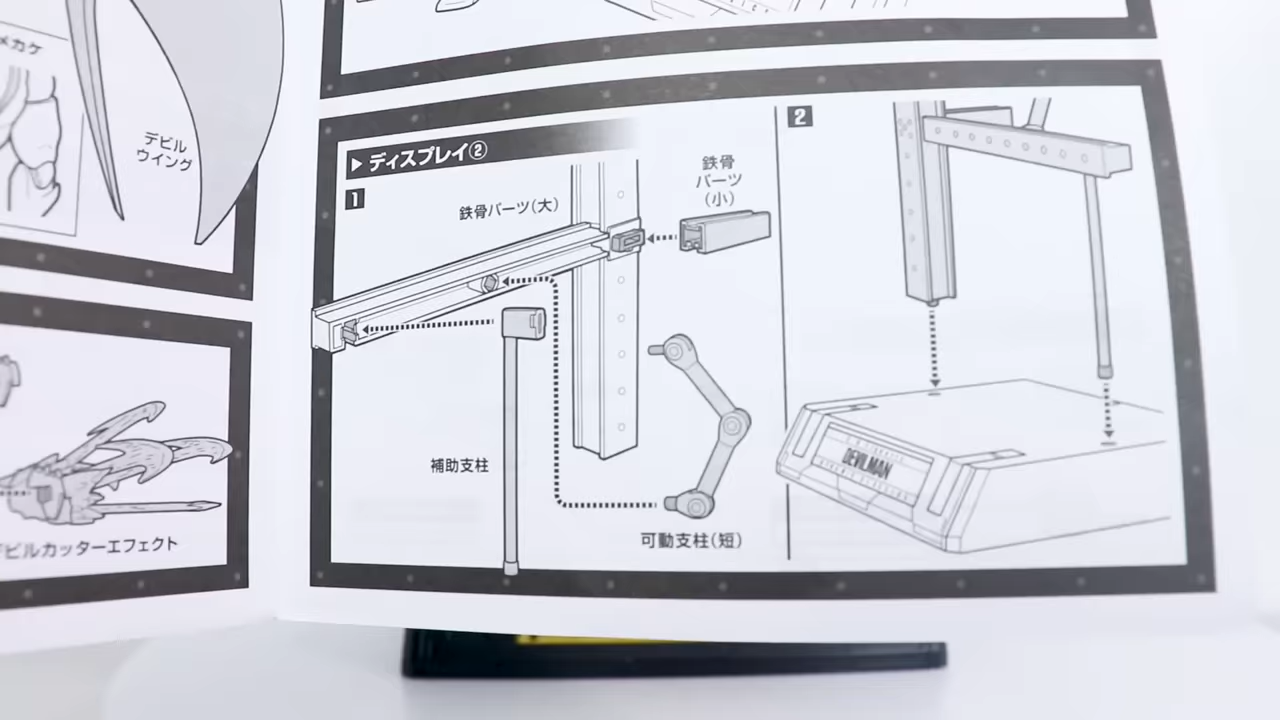 メカケ
デビル
ウイング
デビルカッターエフェクト
▶ディスプレイ②
1
鉄骨パーツ(大)
鉄骨
パーツ
(小)
補助支柱
可動支柱(短)
2
DEVILMAN